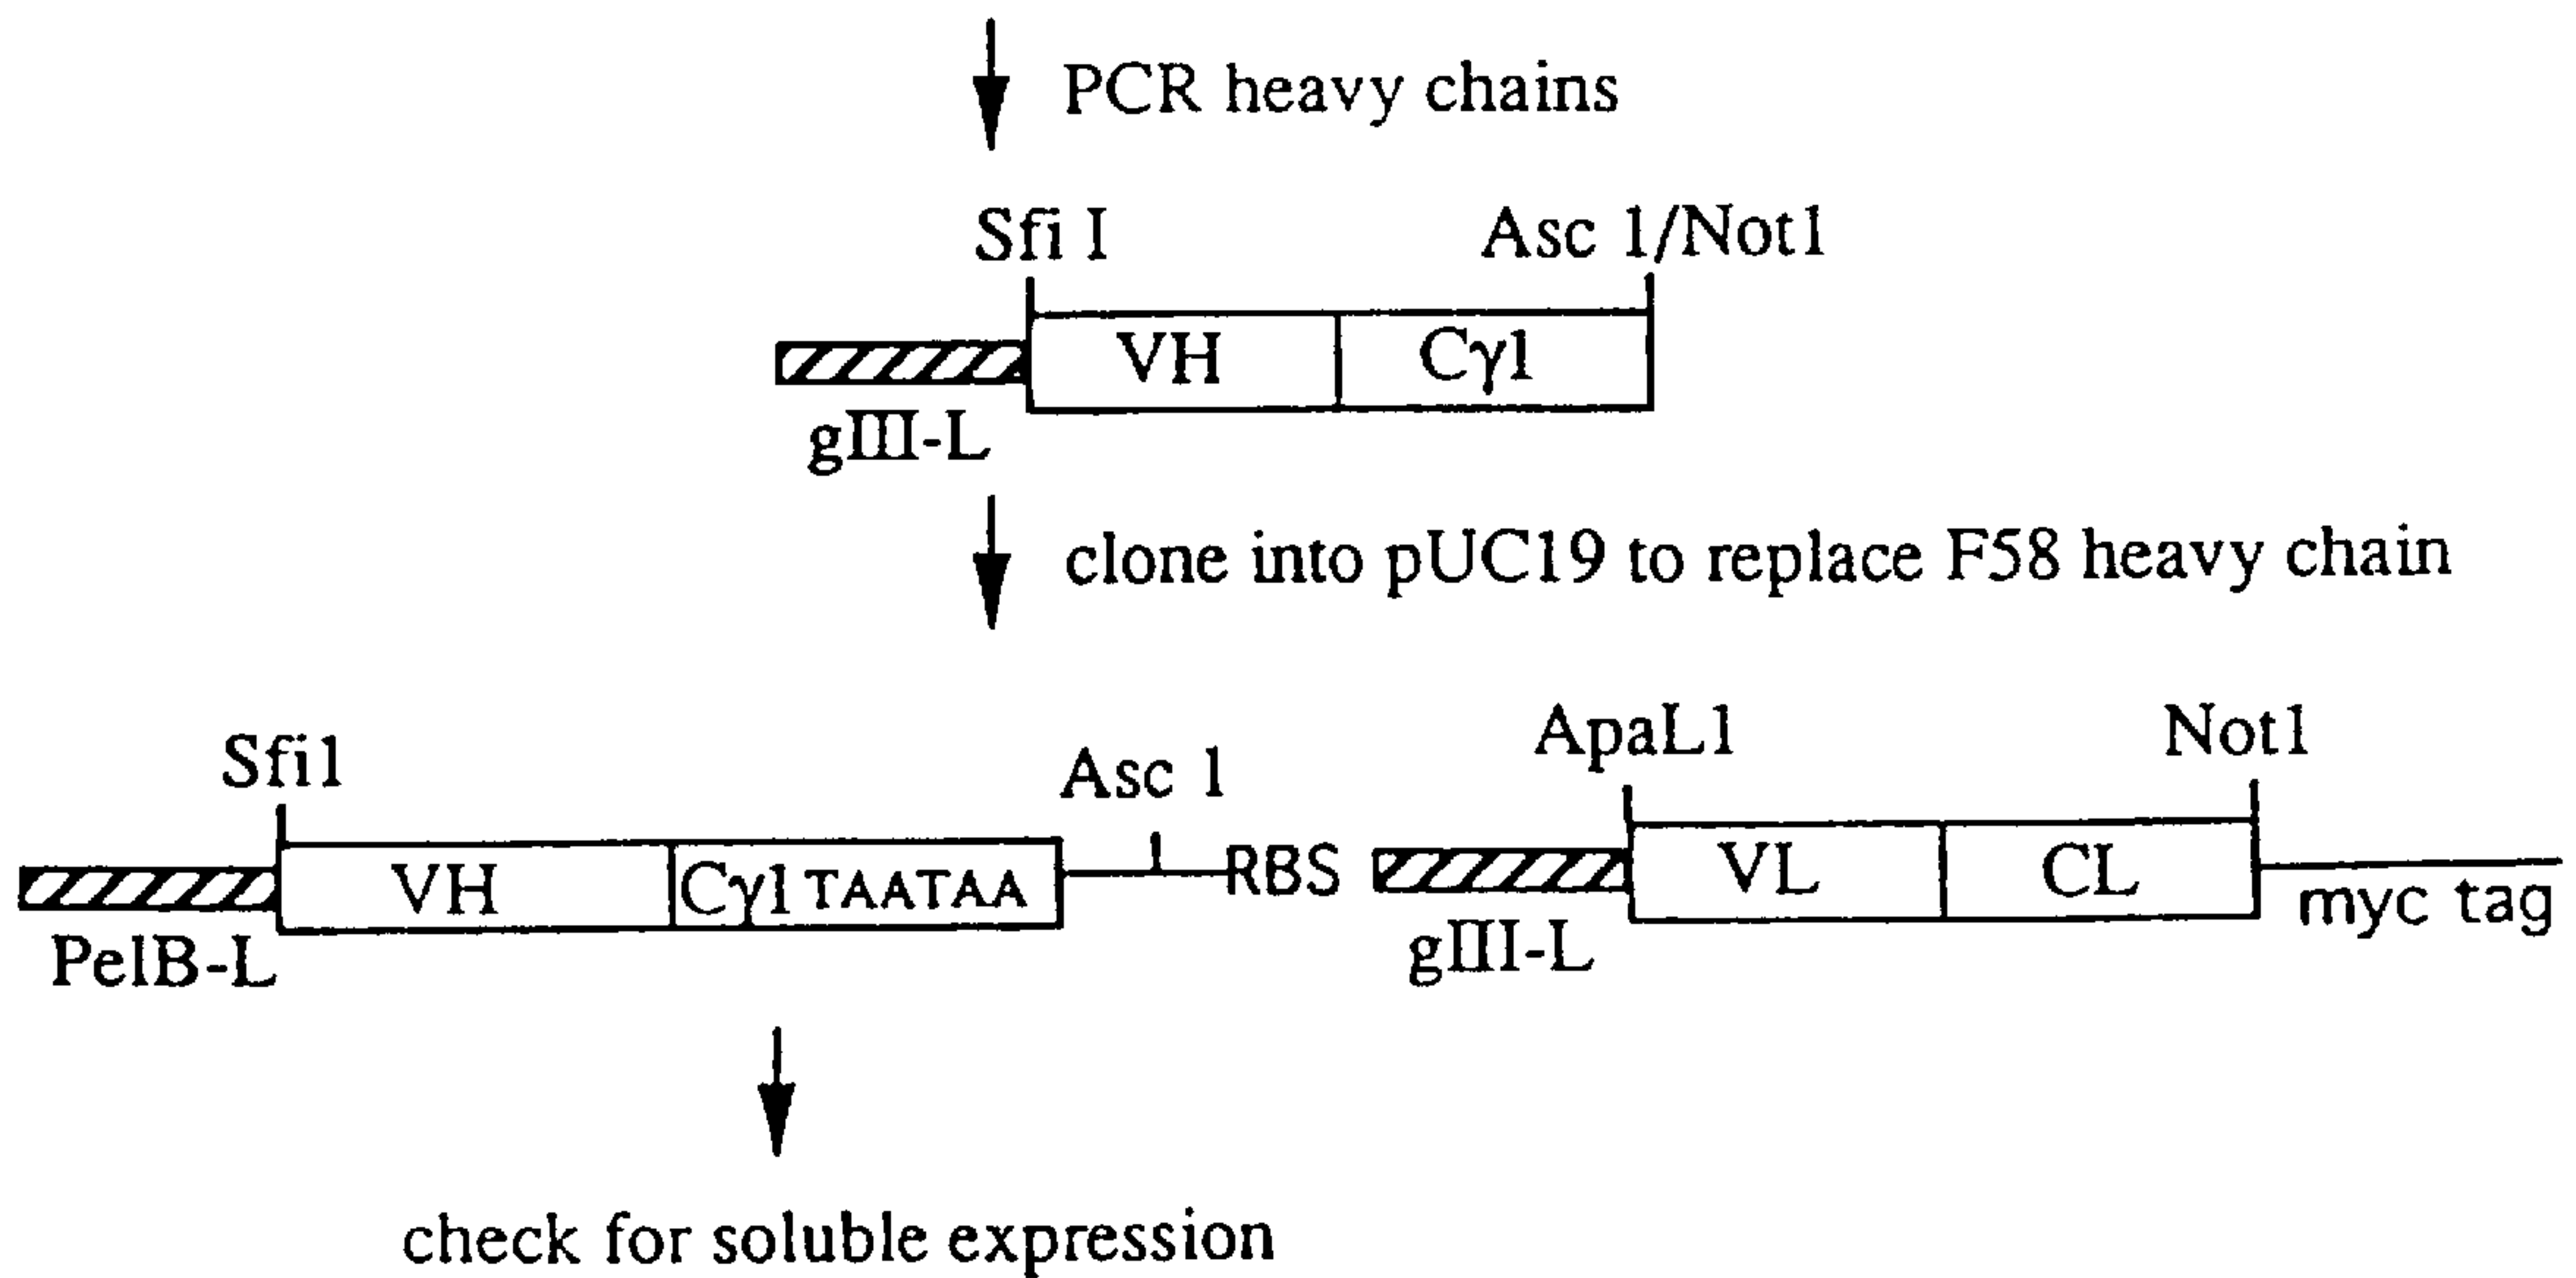 PCR heavy chains
Sfi I Asc 1/Not1
VH Cγ1
gIII-L
clone into pUC19 to replace F58 heavy chain
Sfi1 Asc 1 ApaL1 Not1
VH Cγ1 TAATAA RBS VL CL
PelB-L gIII-L myc tag
check for soluble expression